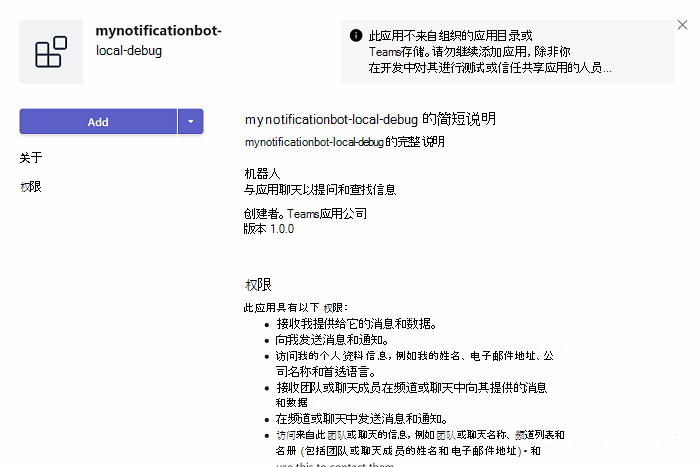 mynotificationbot-
local-debug
此应用不来自组织的应用目录或
Teams存储。请勿继续添加应用，除非你
在开发中对其进行测试或信任共享应用的人员...
Add
关于
权限
mynotificationbot-local-debug 的简短说明
mynotificationbot-local-debug 的完整说明
机器人
与应用聊天以提问和查找信息
创建者。Teams应用公司
版本 1.0.0
权限
此应用具有以下 权限：
• 接收我提供给它的消息和数据。
• 向我发送消息和通知。
• 访问我的个人资料信息，例如我的姓名、电子邮件地址、公
司名称和首选语言。
• 接收团队或聊天成员在频道或聊天中向其提供的消息
和数据
• 在频道或聊天中发送消息和通知。
• 访问来自此团队或聊天的信息，例如团队或聊天名称、频道列表和
名册 (包括团队或聊天成员的姓名和电子邮件地址) - 和
use this to contact them